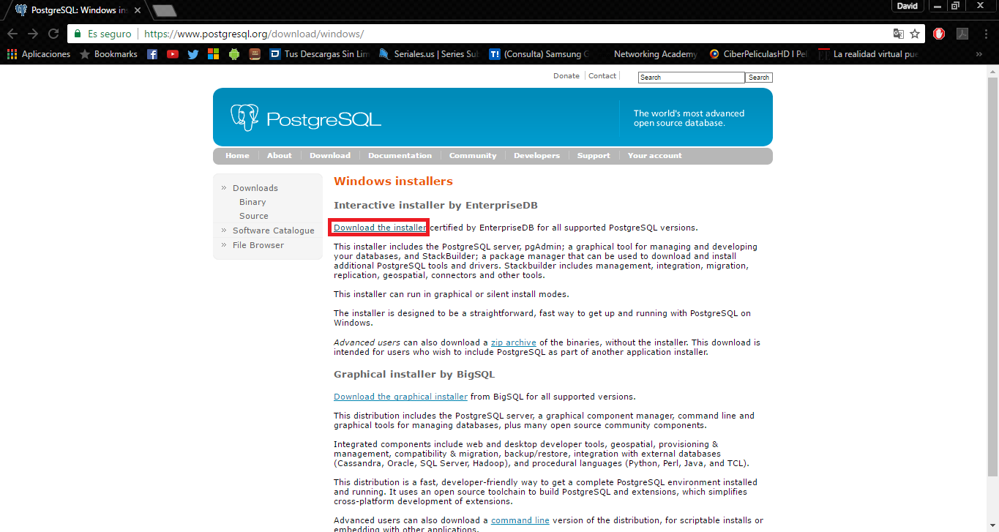 PostgreSQL: Windows ins
David
Es seguro
https://www.postgresql.org/download/windows/
Aplicaciones
Bookmarks
Tus Descargas Sin Lim
Seriales.us | Series Sub
T!
(Consulta) Samsung G
Networking Academy
CiberPeliculasHD | Pel
La realidad virtual pue
»
Donate
Contact
Search
Search
PostgreSQL
The world's most advanced
open source database.
Home
About
Download
Documentation
Community
Developers
Support
Your account
» Downloads
Binary
Source
» Software Catalogue
» File Browser
Windows installers
Interactive installer by EnterpriseDB
Download the installer certified by EnterpriseDB for all supported PostgreSQL versions.
This installer includes the PostgreSQL server, pgAdmin; a graphical tool for managing and developing
your databases, and StackBuilder; a package manager that can be used to download and install
additional PostgreSQL tools and drivers. Stackbuilder includes management, integration, migration,
replication, geospatial, connectors and other tools.
This installer can run in graphical or silent install modes.
The installer is designed to be a straightforward, fast way to get up and running with PostgreSQL on
Windows.
Advanced users can also download a zip archive of the binaries, without the installer. This download is
intended for users who wish to include PostgreSQL as part of another application installer.
Graphical installer by BigSQL
Download the graphical installer from BigSQL for all supported versions.
This distribution includes the PostgreSQL server, a graphical component manager, command line and
graphical tools for managing databases, plus many open source community components.
Integrated components include web and desktop developer tools, geospatial, provisioning &
management, compatibility & migration, backup/restore, integration with external databases
(Cassandra, Oracle, SQL Server, Hadoop), and procedural languages (Python, Perl, Java, and TCL).
This distribution is a fast, developer-friendly way to get a complete PostgreSQL environment installed
and running. It uses an open source toolchain to build PostgreSQL and extensions, which simplifies
cross-platform development of extensions.
Advanced users can also download a command line version of the distribution, for scriptable installs or
embedding with other applications.